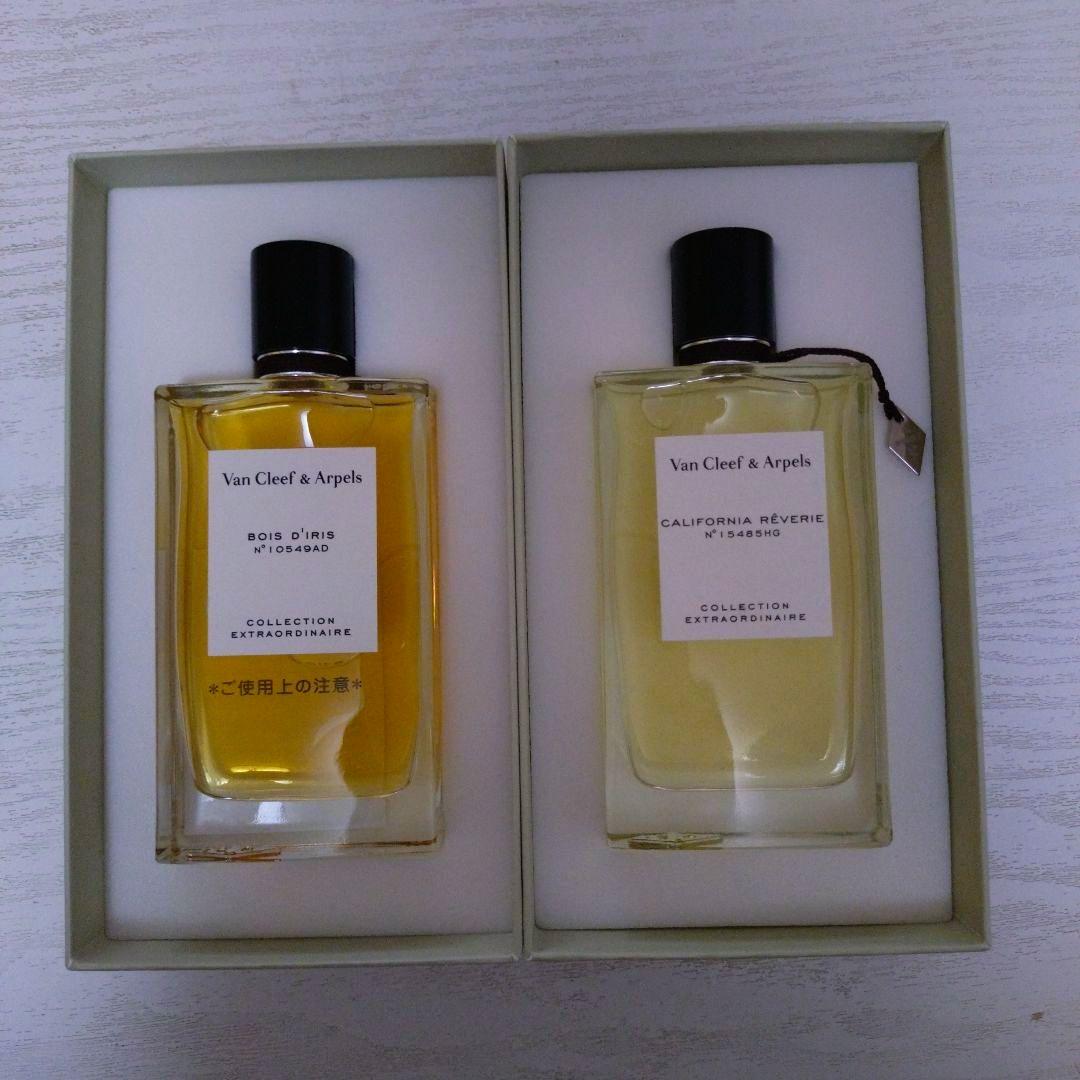 Van Cleef & Arpels
BOIS D'IRIS
N°10549AD
COLLECTION
EXTRAORDINAIRE
*ご使用上の注意*
Van Cleef & Arpels
CALIFORNIA RÊVERIE
N°15485HG
COLLECTION
EXTRAORDINAIRE